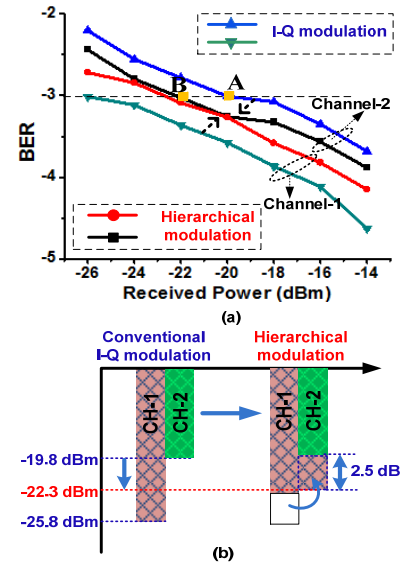 -2
I-Q modulation
B
A
-3
Channel-2
BER
-4
Channel-1
Hierarchical
modulation
-5
-26 -24 -22 -20 -18 -16 -14
Received Power (dBm)
(a)
Conventional
I-Q modulation
Hierarchical
modulation
CH-1
CH-2
CH-1
CH-2
-19.8 dBm
2.5 dB
-22.3 dBm
-25.8 dBm
(b)